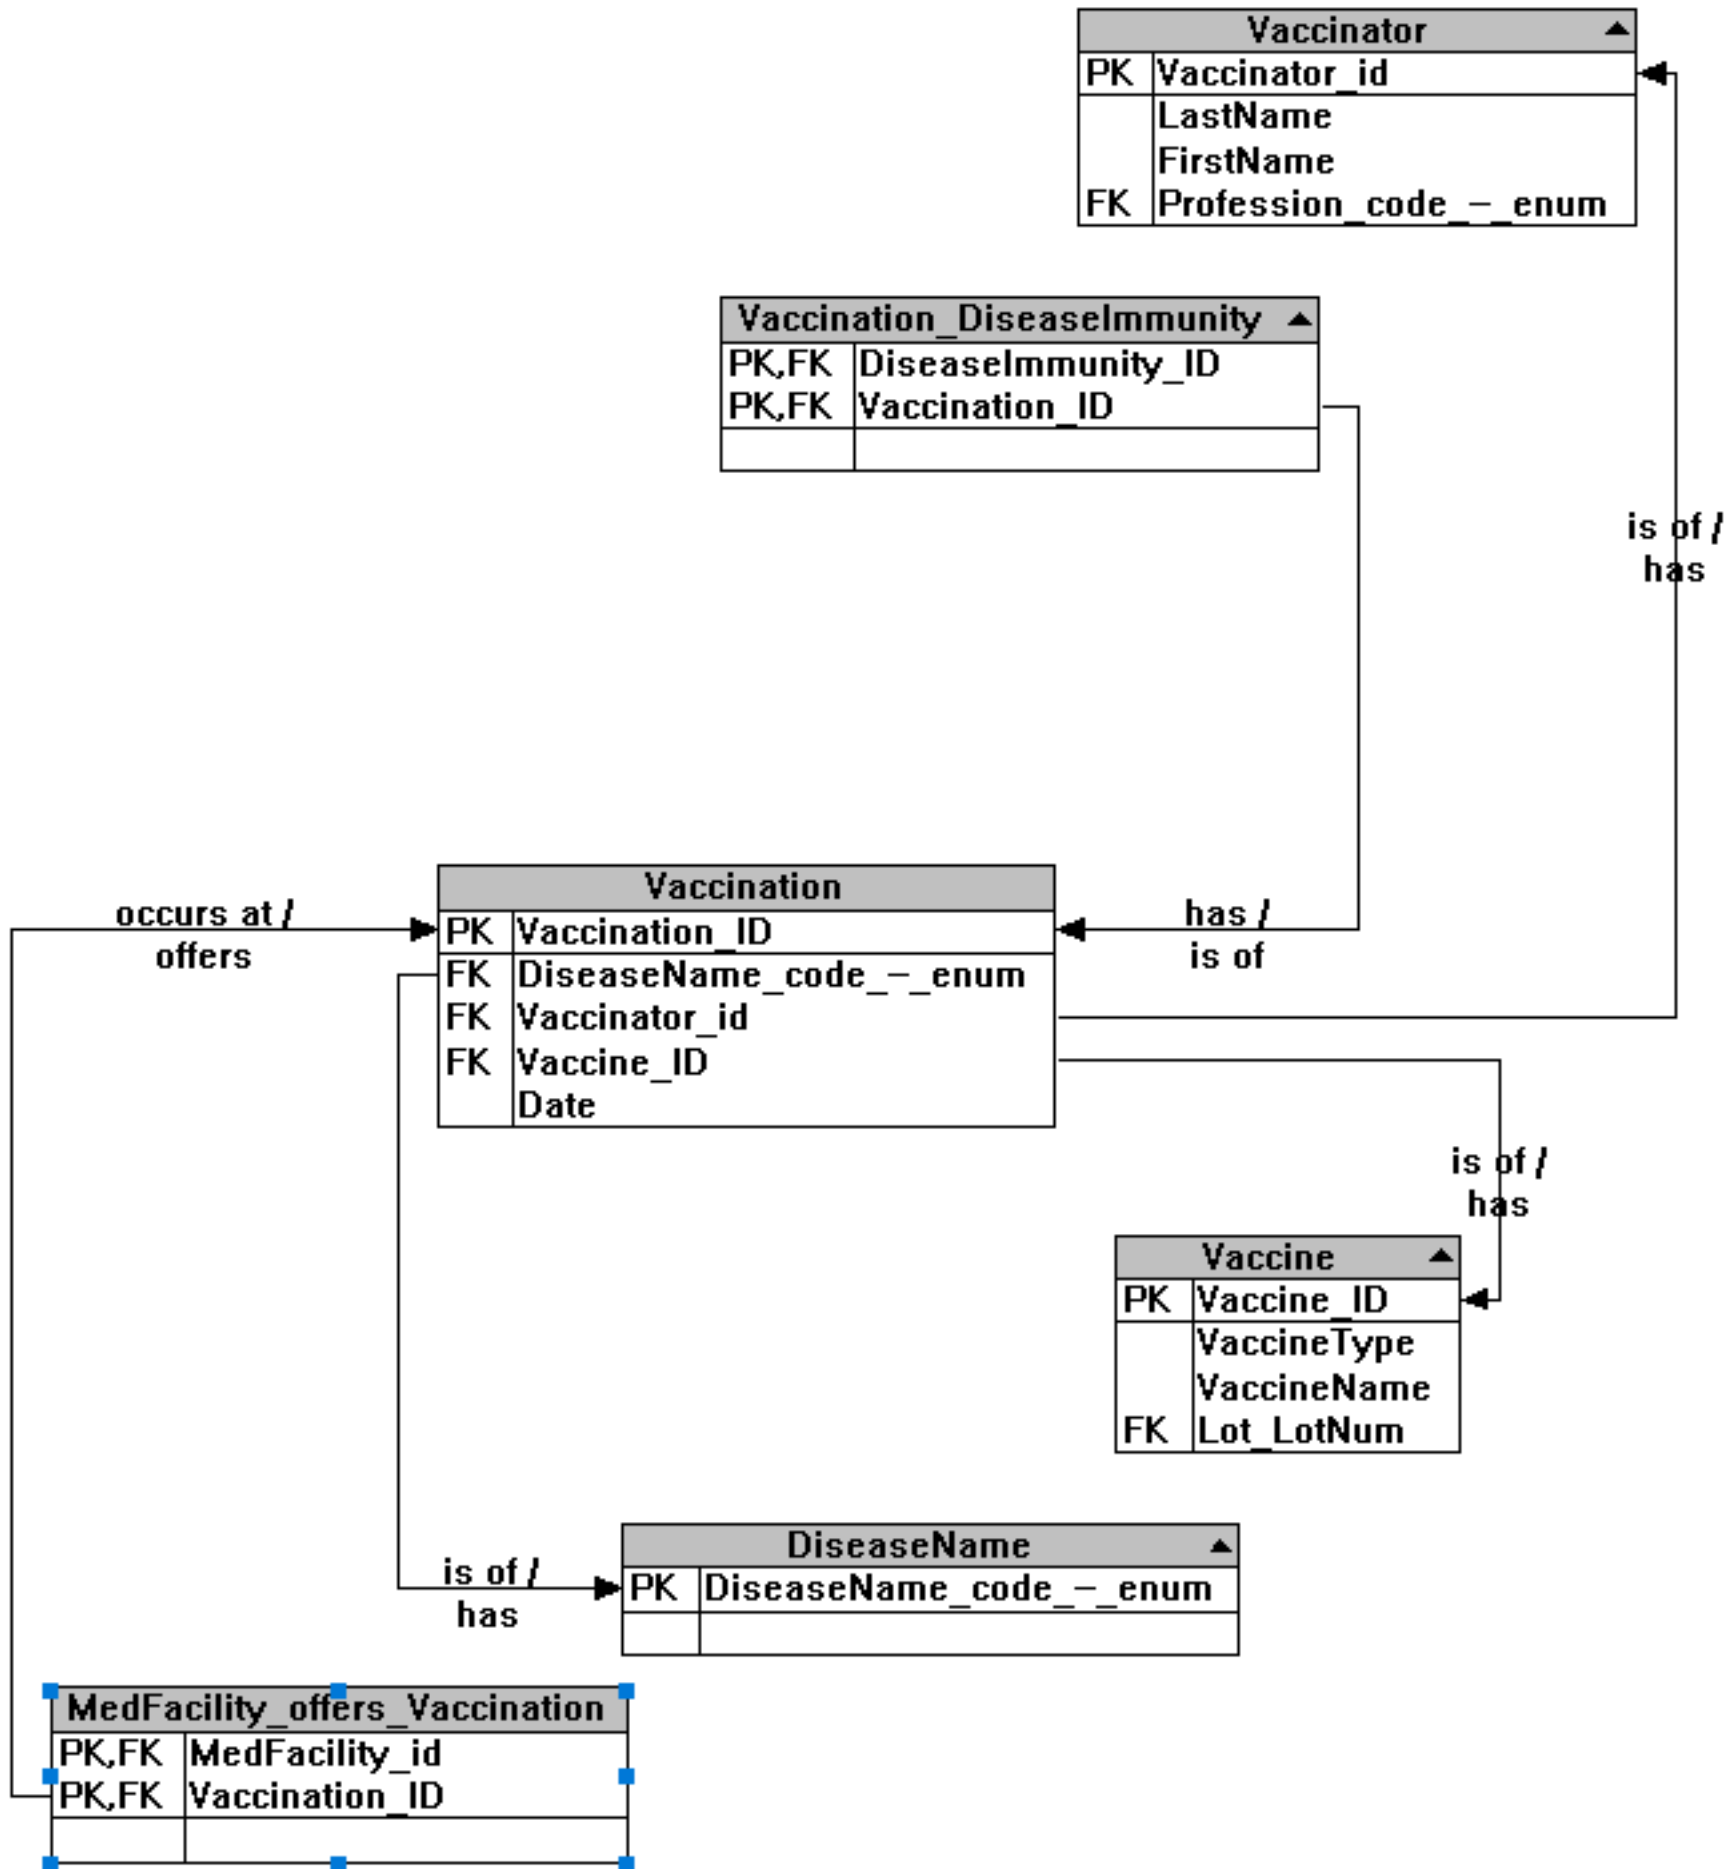 Vaccinator
PK Vaccinator_id
LastName
FirstName
FK Profession_code_-_enum
Vaccination_DiseaseImmunity
PK,FK DiseaseImmunity_ID
PK,FK Vaccination_ID
is of /
has
Vaccination
PK Vaccination_ID
FK DiseaseName_code_-_enum
FK Vaccinator_id
FK Vaccine_ID
Date
occurs at /
offers
has /
is of
is of /
has
Vaccine
PK Vaccine_ID
VaccineType
VaccineName
FK Lot_LotNum
DiseaseName
PK DiseaseName_code_-_enum
is of /
has
MedFacility_offers_Vaccination
PK,FK MedFacility_id
PK,FK Vaccination_ID